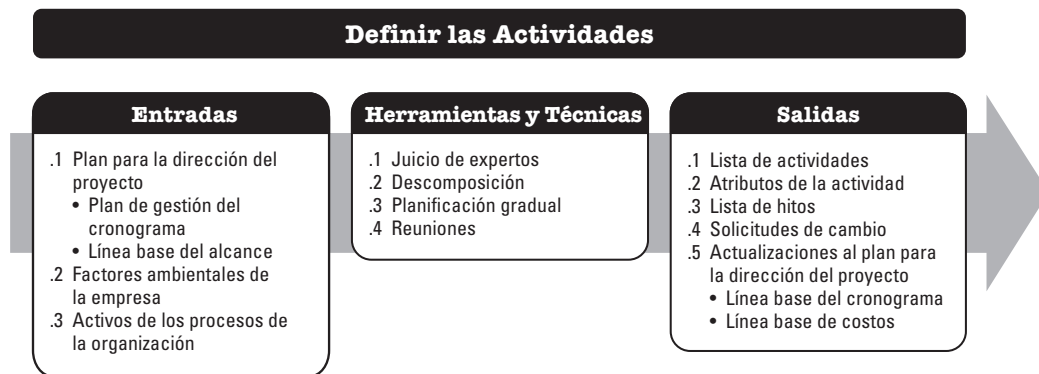 Definir las Actividades
Entradas
.1 Plan para la dirección del
proyecto
• Plan de gestión del
cronograma
• Línea base del alcance
.2 Factores ambientales de
la empresa
.3 Activos de los procesos de
la organización
Herramientas y Técnicas
.1 Juicio de expertos
.2 Descomposición
.3 Planificación gradual
.4 Reuniones
Salidas
.1 Lista de actividades
.2 Atributos de la actividad
.3 Lista de hitos
.4 Solicitudes de cambio
.5 Actualizaciones al plan para
la dirección del proyecto
• Línea base del cronograma
• Línea base de costos